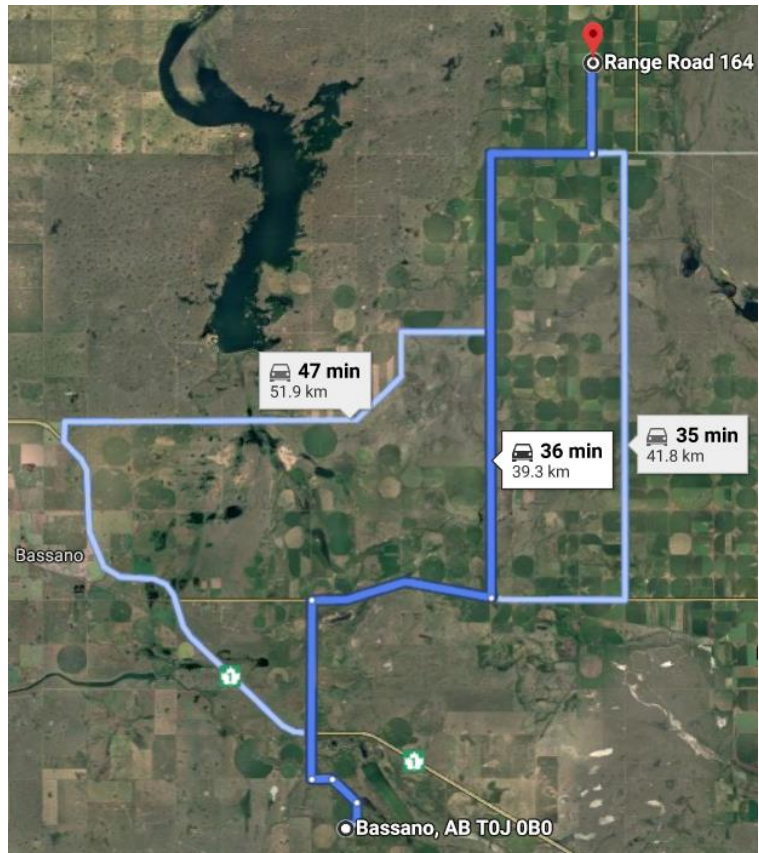 Range Road 164
47 min
51.9 km
36 min
39.3 km
35 min
41.8 km
Bassano
1
1
Bassano, AB T0J 0B0